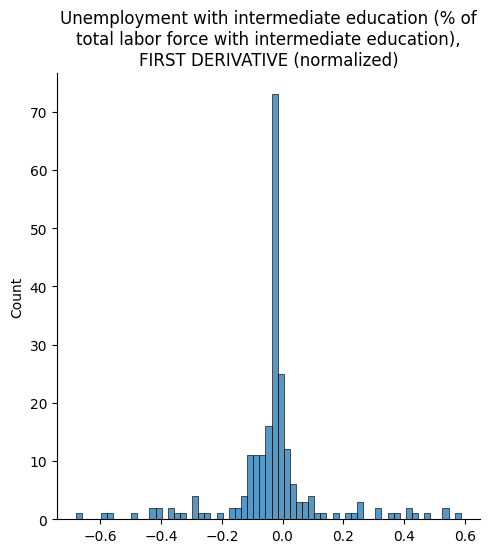 Unemployment with intermediate education (% of
total labor force with intermediate education),
FIRST DERIVATIVE (normalized)
70
60
50
40
30
20
10
0
Count
−0.6 −0.4 −0.2 0.0 0.2 0.4 0.6